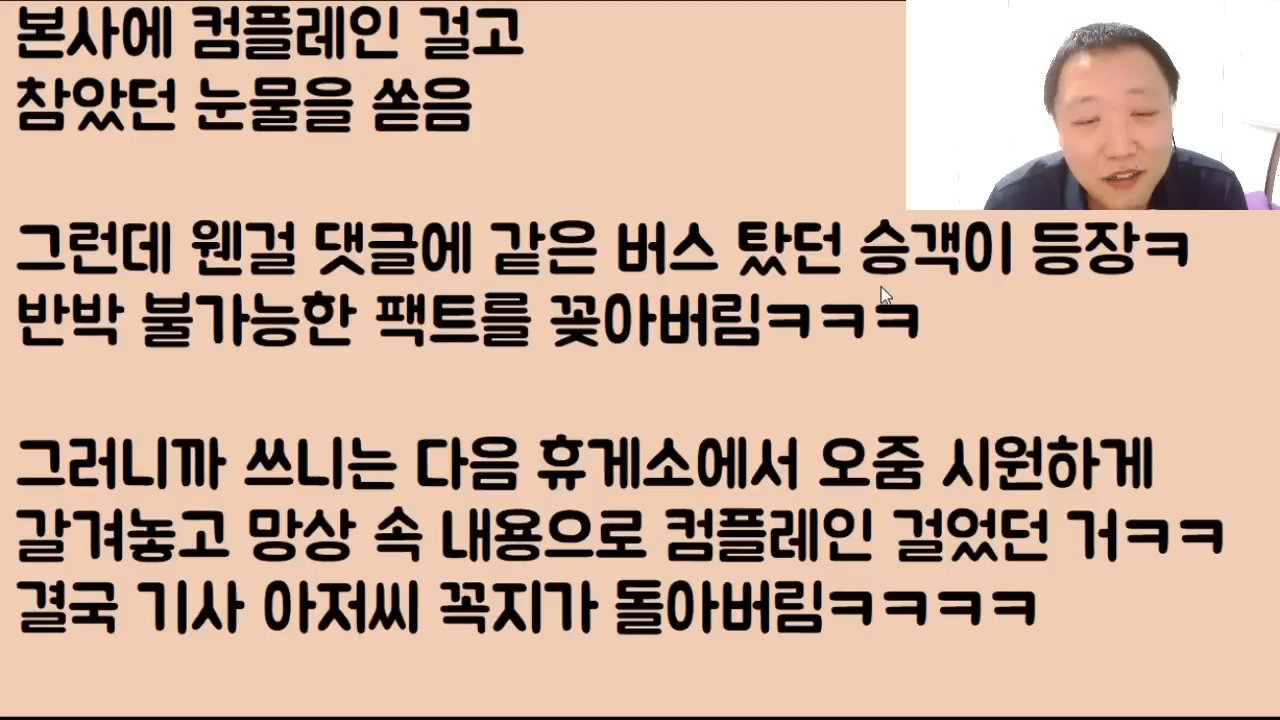 본사에 컴플레인 걸고
참았던 눈물을 쏟음
그런데 웬걸 댓글에 같은 버스 탔던 승객이 등장ㅋ
반박 불가능한 팩트를 꽂아버림ㅋㅋㅋ
그러니까 쓰니는 다음 휴게소에서 오줌 시원하게
갈겨놓고 망상 속 내용으로 컴플레인 걸었던 거ㅋㅋ
결국 기사 아저씨 꼭지가 돌아버림ㅋㅋㅋㅋ